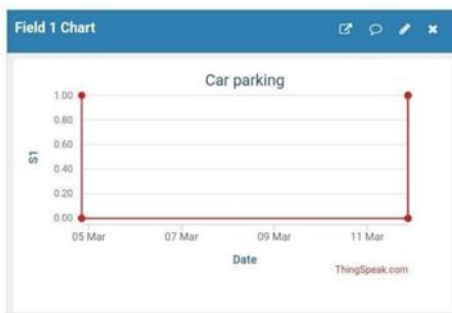 Field 1 Chart
Car parking
1.00
0.80
0.60
0.40
0.20
0.00
S1
05 Mar 07 Mar 09 Mar 11 Mar
Date
ThingSpeak.com